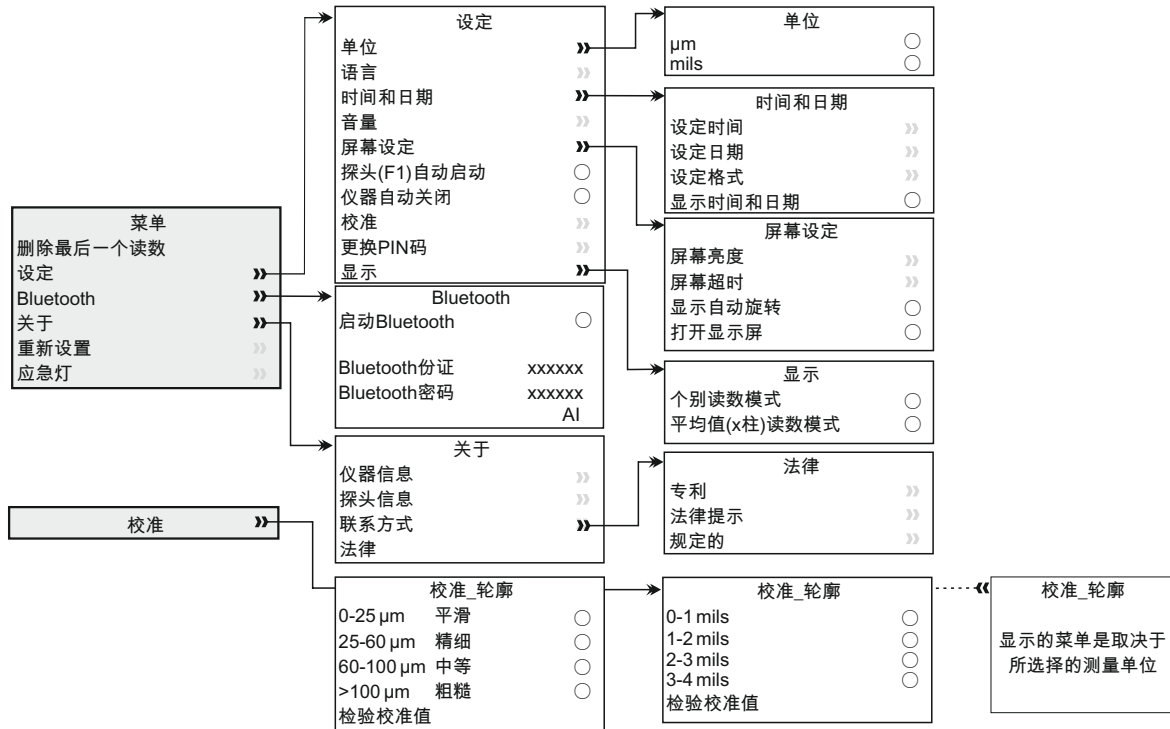 菜单
删除最后一个读数
设定
Bluetooth
关于
重新设置
应急灯
校准
设定
单位
语言
时间和日期
音量
屏幕设定
探头(F1)自动启动
仪器自动关闭
校准
更换PIN码
显示
Bluetooth
启动Bluetooth
Bluetooth份证 xxxxxx
Bluetooth密码 xxxxxx
AI
关于
仪器信息
探头信息
联系方式
法律
校准_轮廓
0-25 µm 平滑
25-60 µm 精细
60-100 µm 中等
>100 µm 粗糙
检验校准值
单位
µm
mils
时间和日期
设定时间
设定日期
设定格式
显示时间和日期
屏幕设定
屏幕亮度
屏幕超时
显示自动旋转
打开显示屏
显示
个别读数模式
平均值(x柱)读数模式
法律
专利
法律提示
规定的
校准_轮廓
0-1 mils
1-2 mils
2-3 mils
3-4 mils
检验校准值
校准_轮廓
显示的菜单是取决于
所选择的测量单位